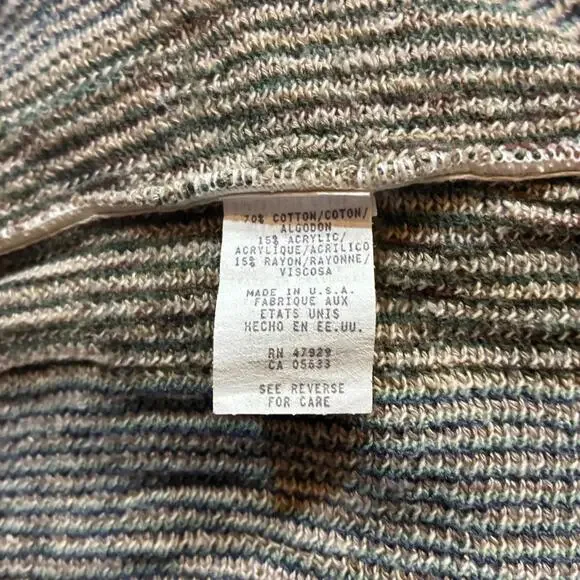 70% COTTON/COTON/
ALGODON
15% ACRYLIC/
ACRYLIQUE/ACRILICO
15% RAYON/RAYONNE/
VISCOSA
MADE IN U.S.A.
FABRIQUE AUX
ETATS UNIS
HECHO EN EE.UU.
RN 47929
CA 05633
SEE REVERSE
FOR CARE